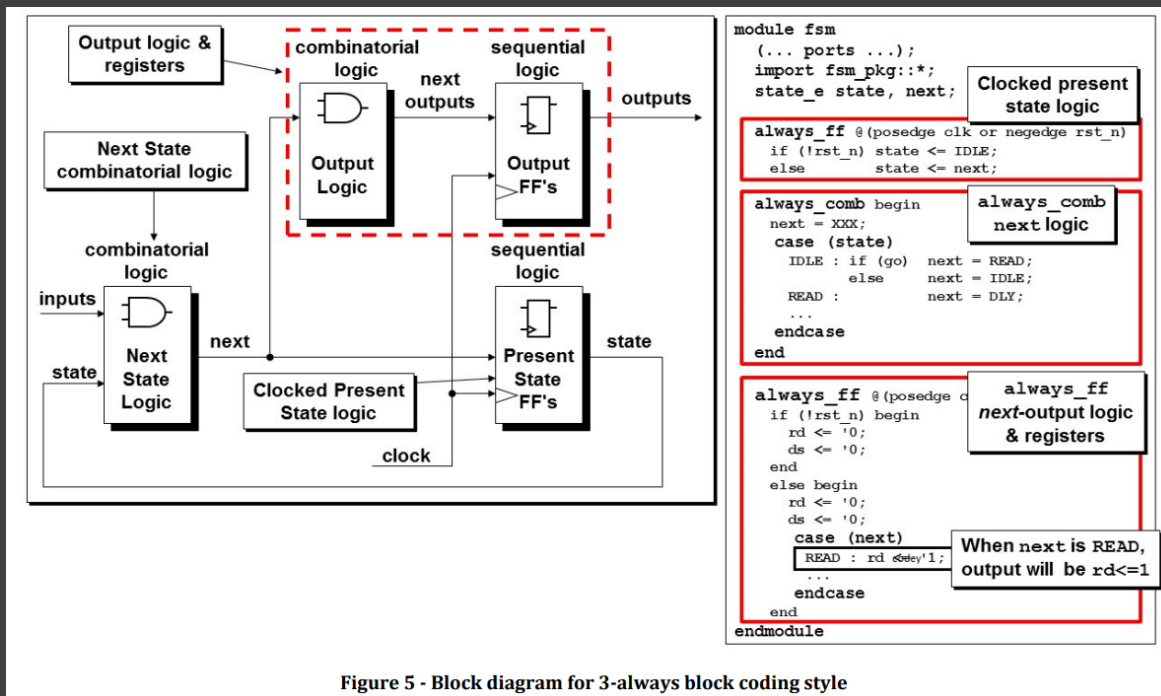 Output logic &
registers
combinatorial
logic
sequential
logic
next
outputs
outputs
Output
Logic
Output
FF's
Next State
combinatorial logic
combinatorial
logic
sequential
logic
inputs
next
state
Next
State
Logic
Present
State
FF's
state
Clocked Present
State logic
clock
module fsm
(... ports ...);
import fsm_pkg::*;
state_e state, next;
Clocked present
state logic
always_ff @(posedge clk or negedge rst_n)
if (!rst_n) state <= IDLE;
else state <= next;
always_comb begin
always_comb
next logic
next = XXX;
case (state)
IDLE : if (go) next = READ;
else next = IDLE;
READ : next = DLY;
...
endcase
end
always_ff @(posedge c
always_ff
next-output logic
& registers
if (!rst_n) begin
rd <= '0;
ds <= '0;
end
else begin
rd <= '0;
ds <= '0;
case (next)
READ : rd '1;
When next is READ,
output will be rd<=1
...
endcase
end
endmodule
Figure 5 - Block diagram for 3-always block coding style